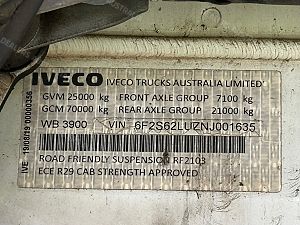 IVECO IVECO TRUCKS AUSTRALIA LIMITED
GVM 25000 kg FRONT AXLE GROUP 7100 kg
GCM 70000 kg REAR AXLE GROUP 21000 kg
WB 3900 VIN 6F2S62LUZNJ001635
ROAD FRIENDLY SUSPENSION RF2103
ECE R29 CAB STRENGTH APPROVED